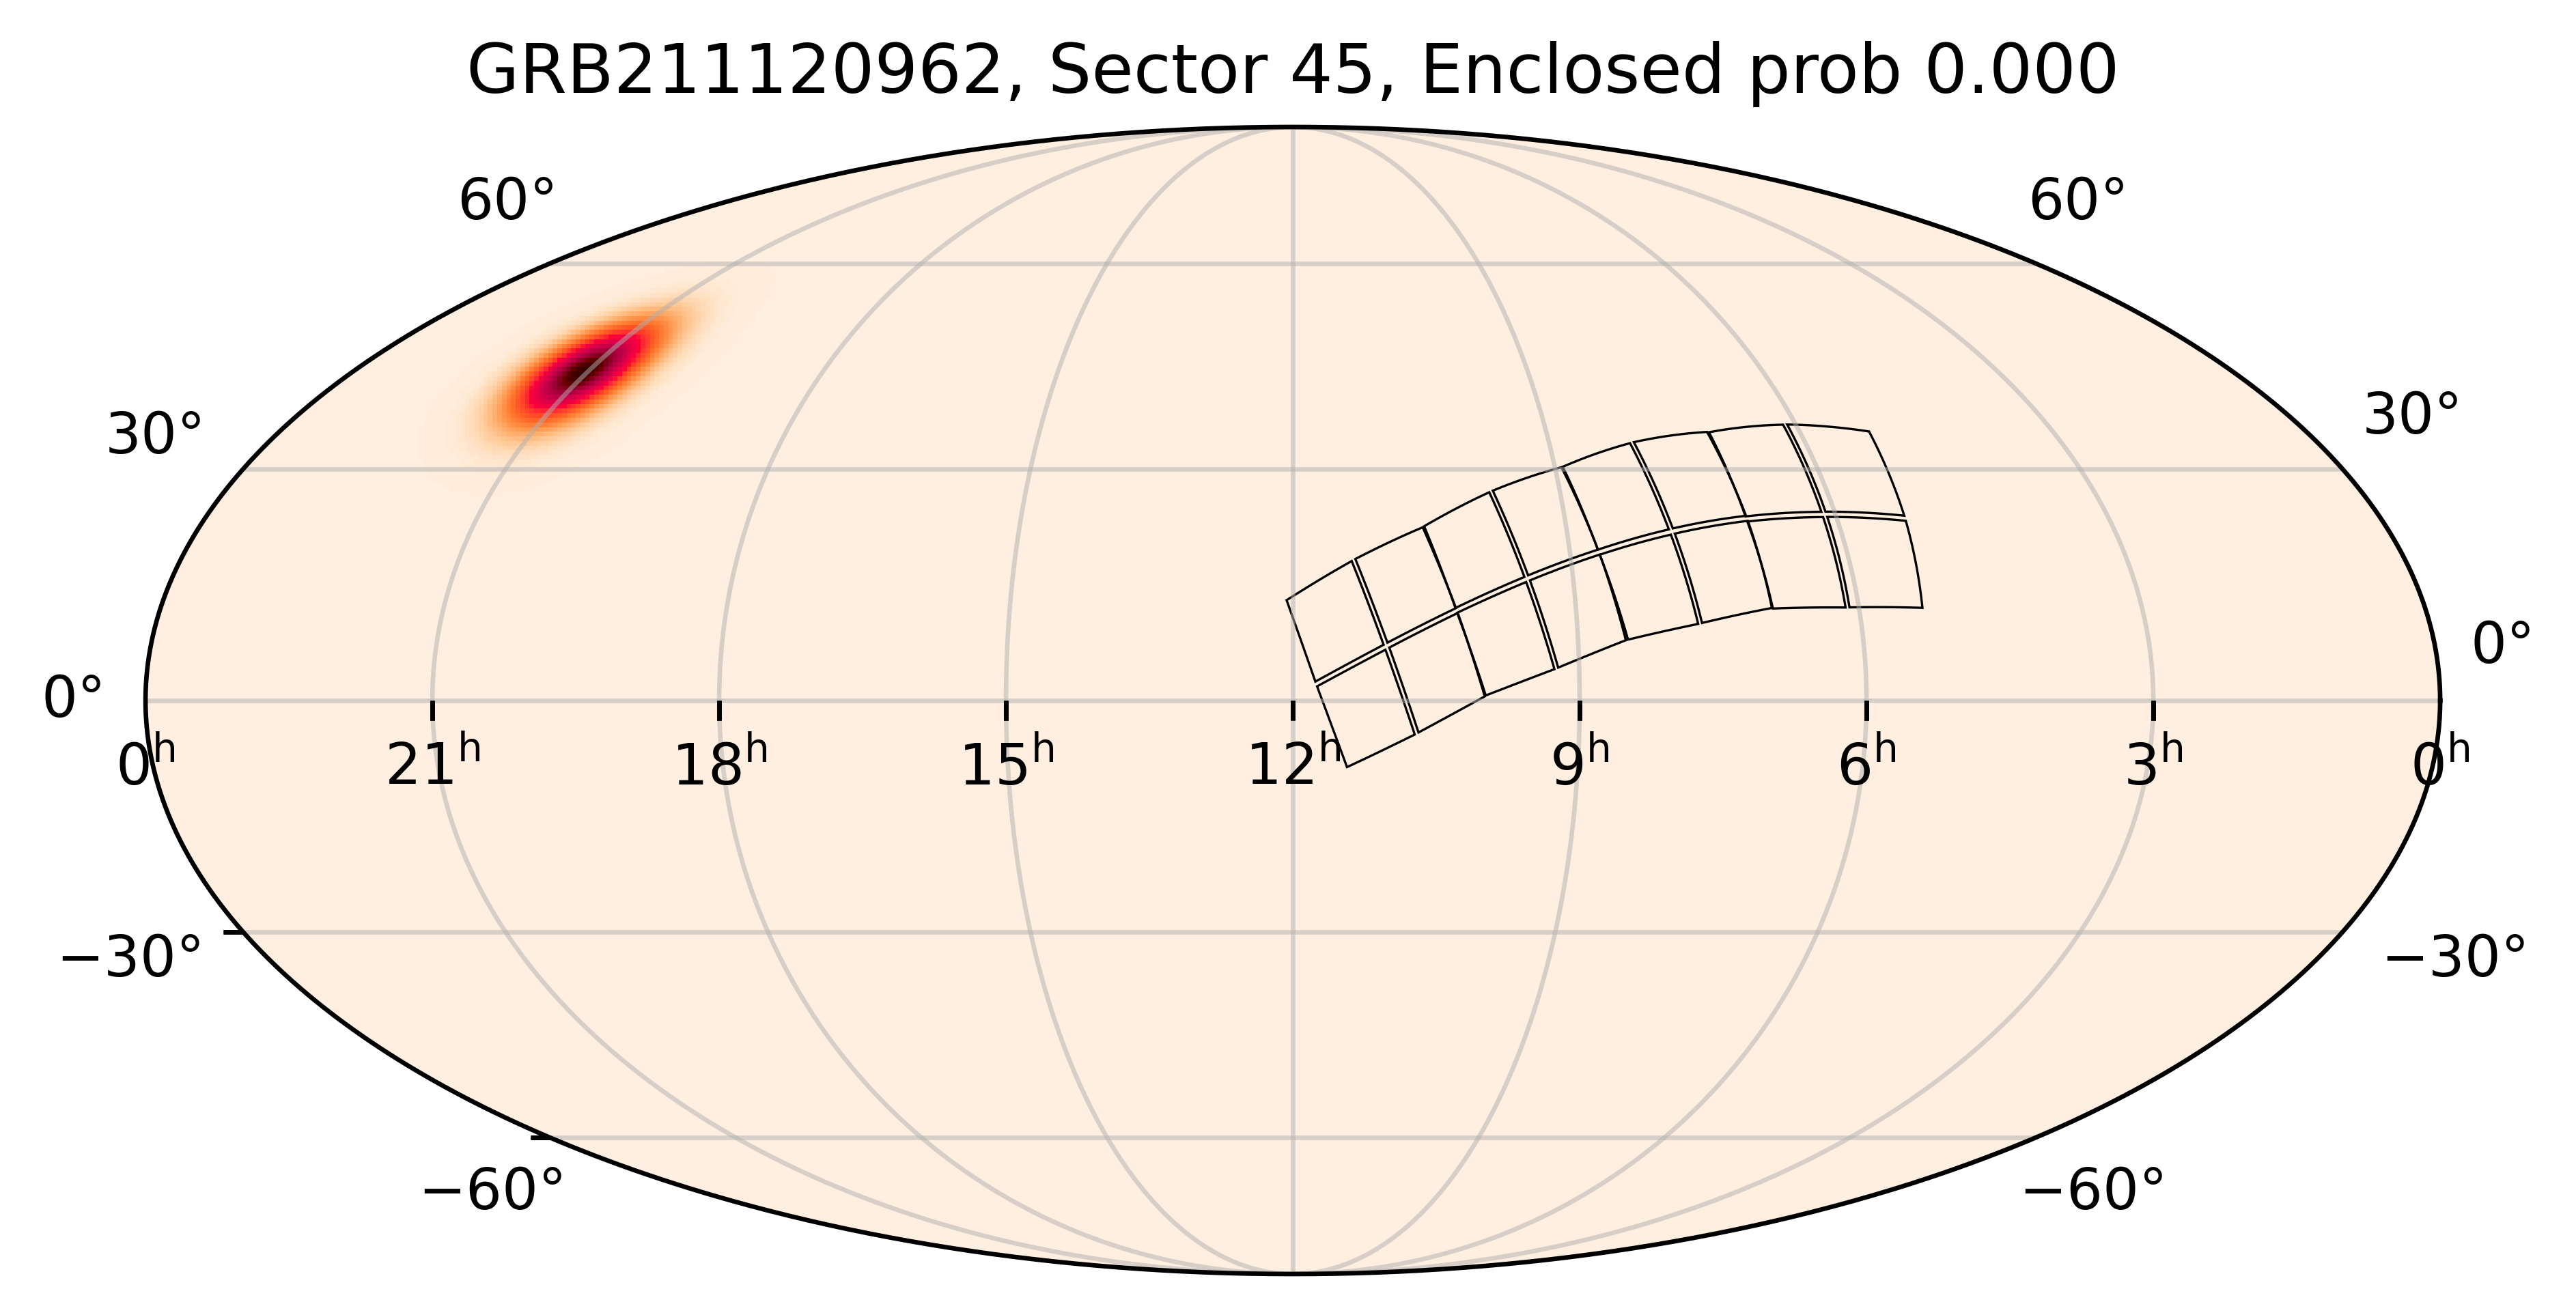 GRB211120962, Sector 45, Enclosed prob 0.000
60° 60°
30° 30°
0° 0°
0h 21h 18h 15h 12h 9h 6h 3h 0h
−30° −30°
−60° −60°